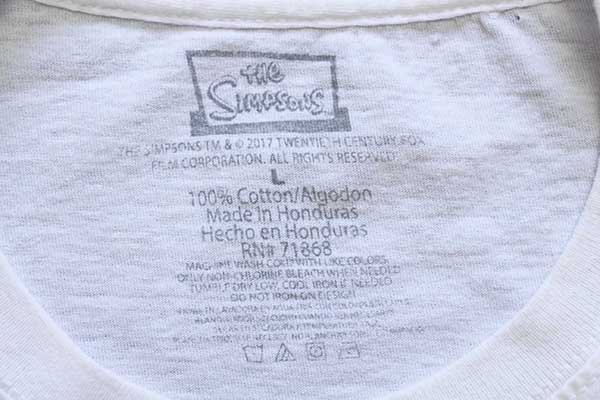 THE
SIMPSONS
THE SIMPSONS TM & © 2017 TWENTIETH CENTURY FOX
FILM CORPORATION. ALL RIGHTS RESERVED
L
100% Cotton/Algodon
Made In Honduras
Hecho en Honduras
RN# 71868
MACHINE WASH COLD WITH LIKE COLORS
ONLY NON-CHLORINE BLEACH WHEN NEEDED
TUMBLE DRY LOW, COOL IRON IF NEEDED
DO NOT IRON ON DESIGN